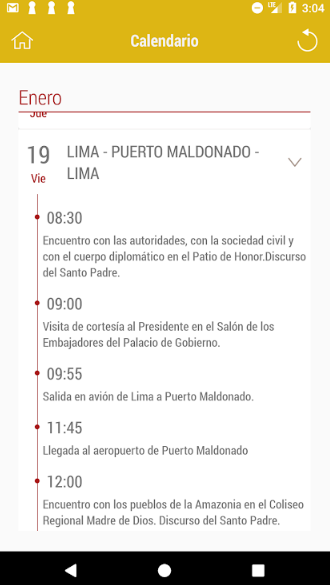 LTE 3:04
Calendario
Enero
Jue
19 LIMA - PUERTO MALDONADO -
Vie LIMA
08:30
Encuentro con las autoridades, con la sociedad civil y
con el cuerpo diplomático en el Patio de Honor.Discurso
del Santo Padre.
09:00
Visita de cortesía al Presidente en el Salón de los
Embajadores del Palacio de Gobierno.
09:55
Salida en avión de Lima a Puerto Maldonado.
11:45
Llegada al aeropuerto de Puerto Maldonado
12:00
Encuentro con los pueblos de la Amazonia en el Coliseo
Regional Madre de Dios. Discurso del Santo Padre.